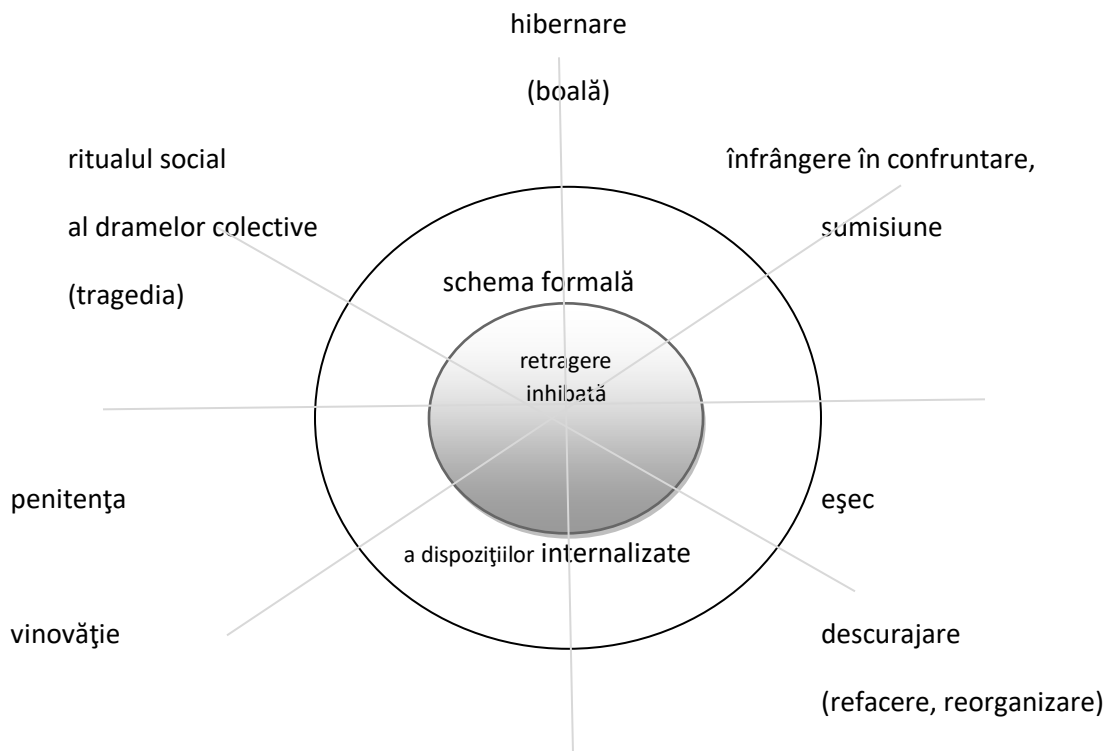 hibernare
(boală)
ritualul social
al dramelor colective
(tragedia)
înfrângere în confruntare,
sumisiune
schema formală
retragere
inhibată
a dispoziţiilor internalizate
penitenţa
eşec
vinovăţie
descurajare
(refacere, reorganizare)